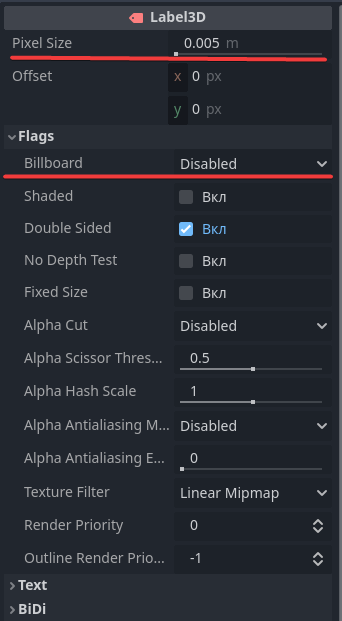 Label3D
Pixel Size 0.005 m
Offset x 0 px
y 0 px
Flags
Billboard Disabled
Shaded Вкл
Double Sided Вкл
No Depth Test Вкл
Fixed Size Вкл
Alpha Cut Disabled
Alpha Scissor Thres... 0.5
Alpha Hash Scale 1
Alpha Antialiasing M... Disabled
Alpha Antialiasing E... 0
Texture Filter Linear Mipmap
Render Priority 0
Outline Render Prio... -1
Text
BiDi